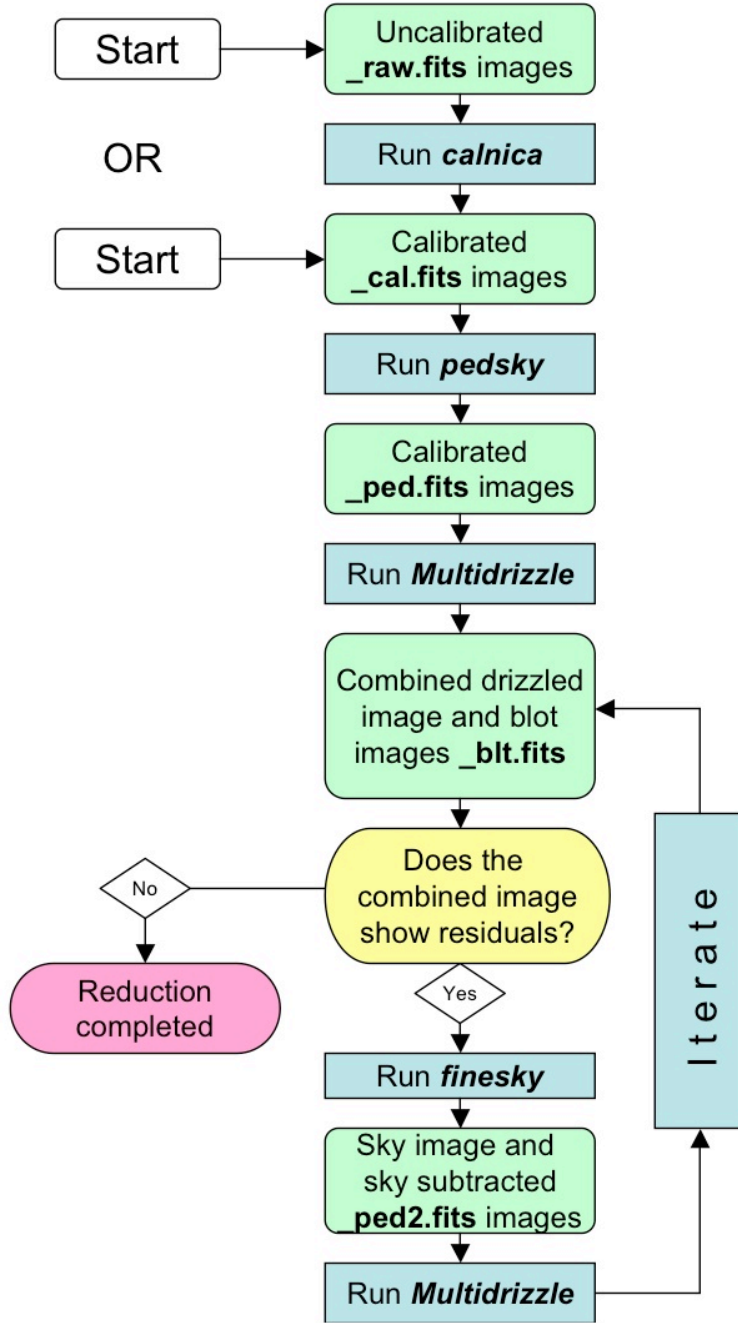 Start
Uncalibrated
_raw.fits images
OR
Run calnica
Start
Calibrated
_cal.fits images
Run pedsky
Calibrated
_ped.fits images
Run Multidrizzle
Combined drizzled
image and blot
images _blt.fits
Does the
combined image
show residuals?
No
Reduction
completed
Yes
Run finesky
Sky image and
sky subtracted
_ped2.fits images
Run Multidrizzle
Iterate